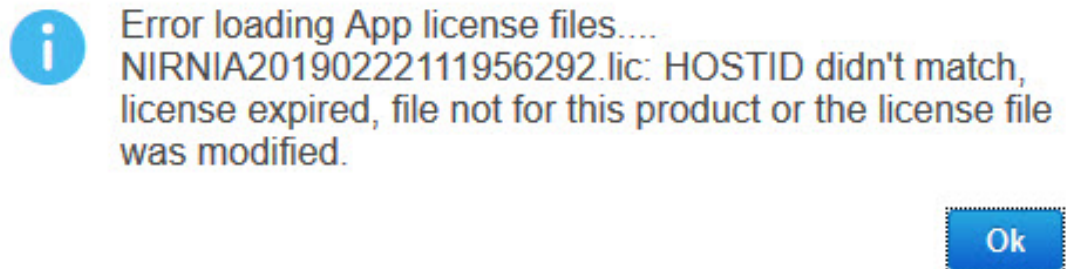 Error loading App license files....
NIRNIA20190222111956292.lic: HOSTID didn't match,
license expired, file not for this product or the license file
was modified.
Ok